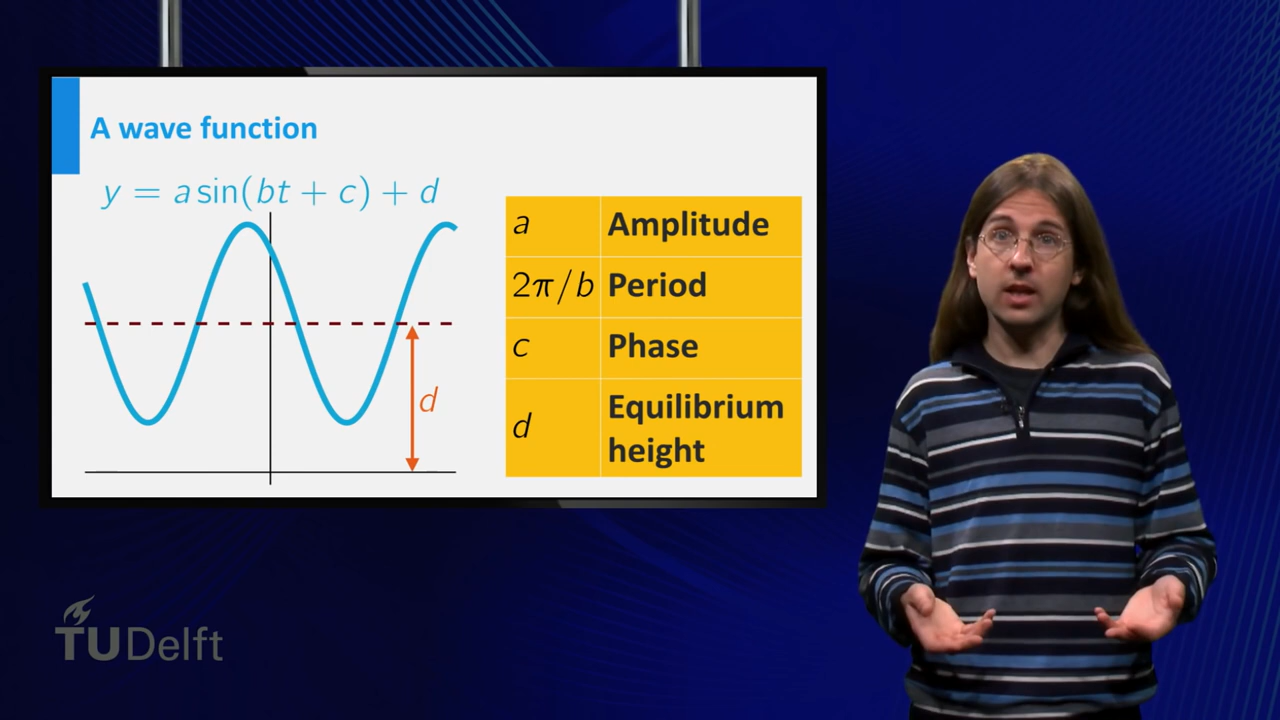 A wave function
y = a sin(bt + c) + d
d
a Amplitude
2π/b Period
c Phase
d Equilibrium
height
TUDelft